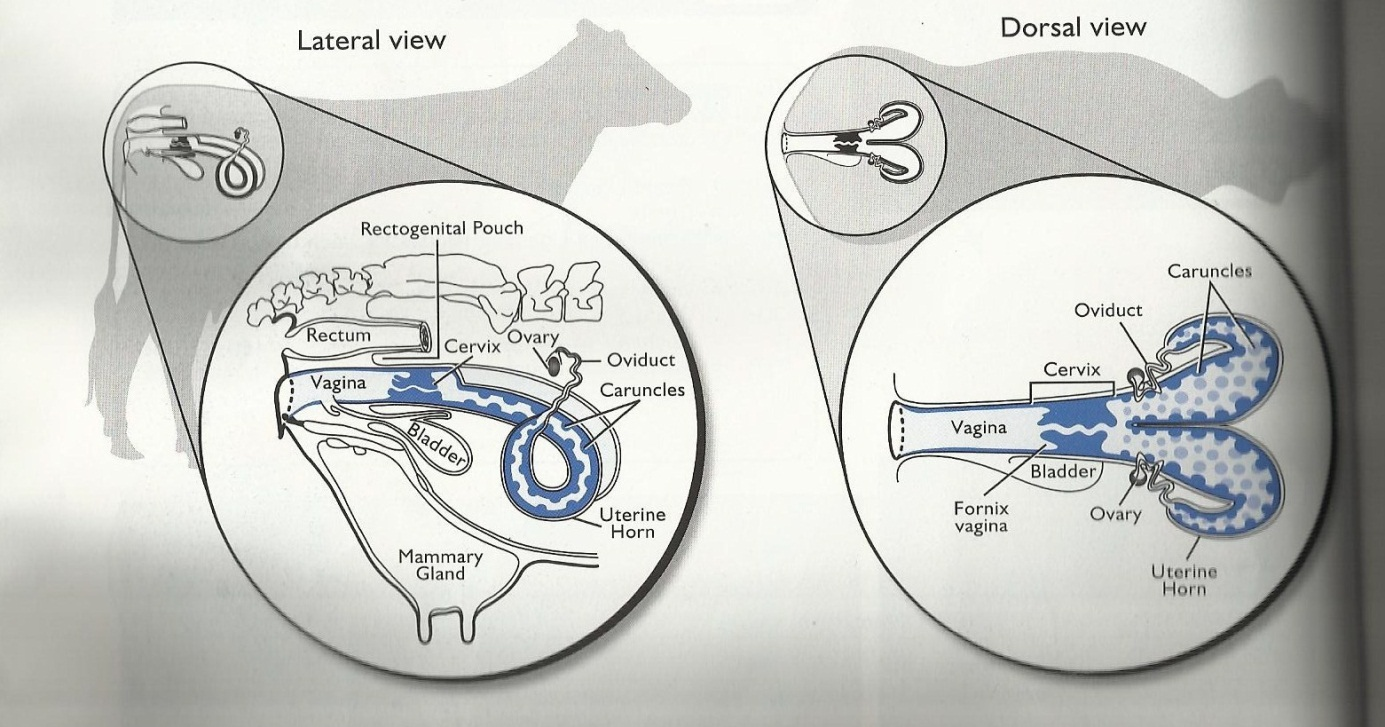 Lateral view
Rectogenital Pouch
Rectum
Ovary
Cervix
Oviduct
Vagina
Caruncles
Bladder
Uterine
Horn
Mammary
Gland
Dorsal view
Caruncles
Oviduct
Cervix
Vagina
Bladder
Fornix
vagina
Ovary
Uterine
Horn